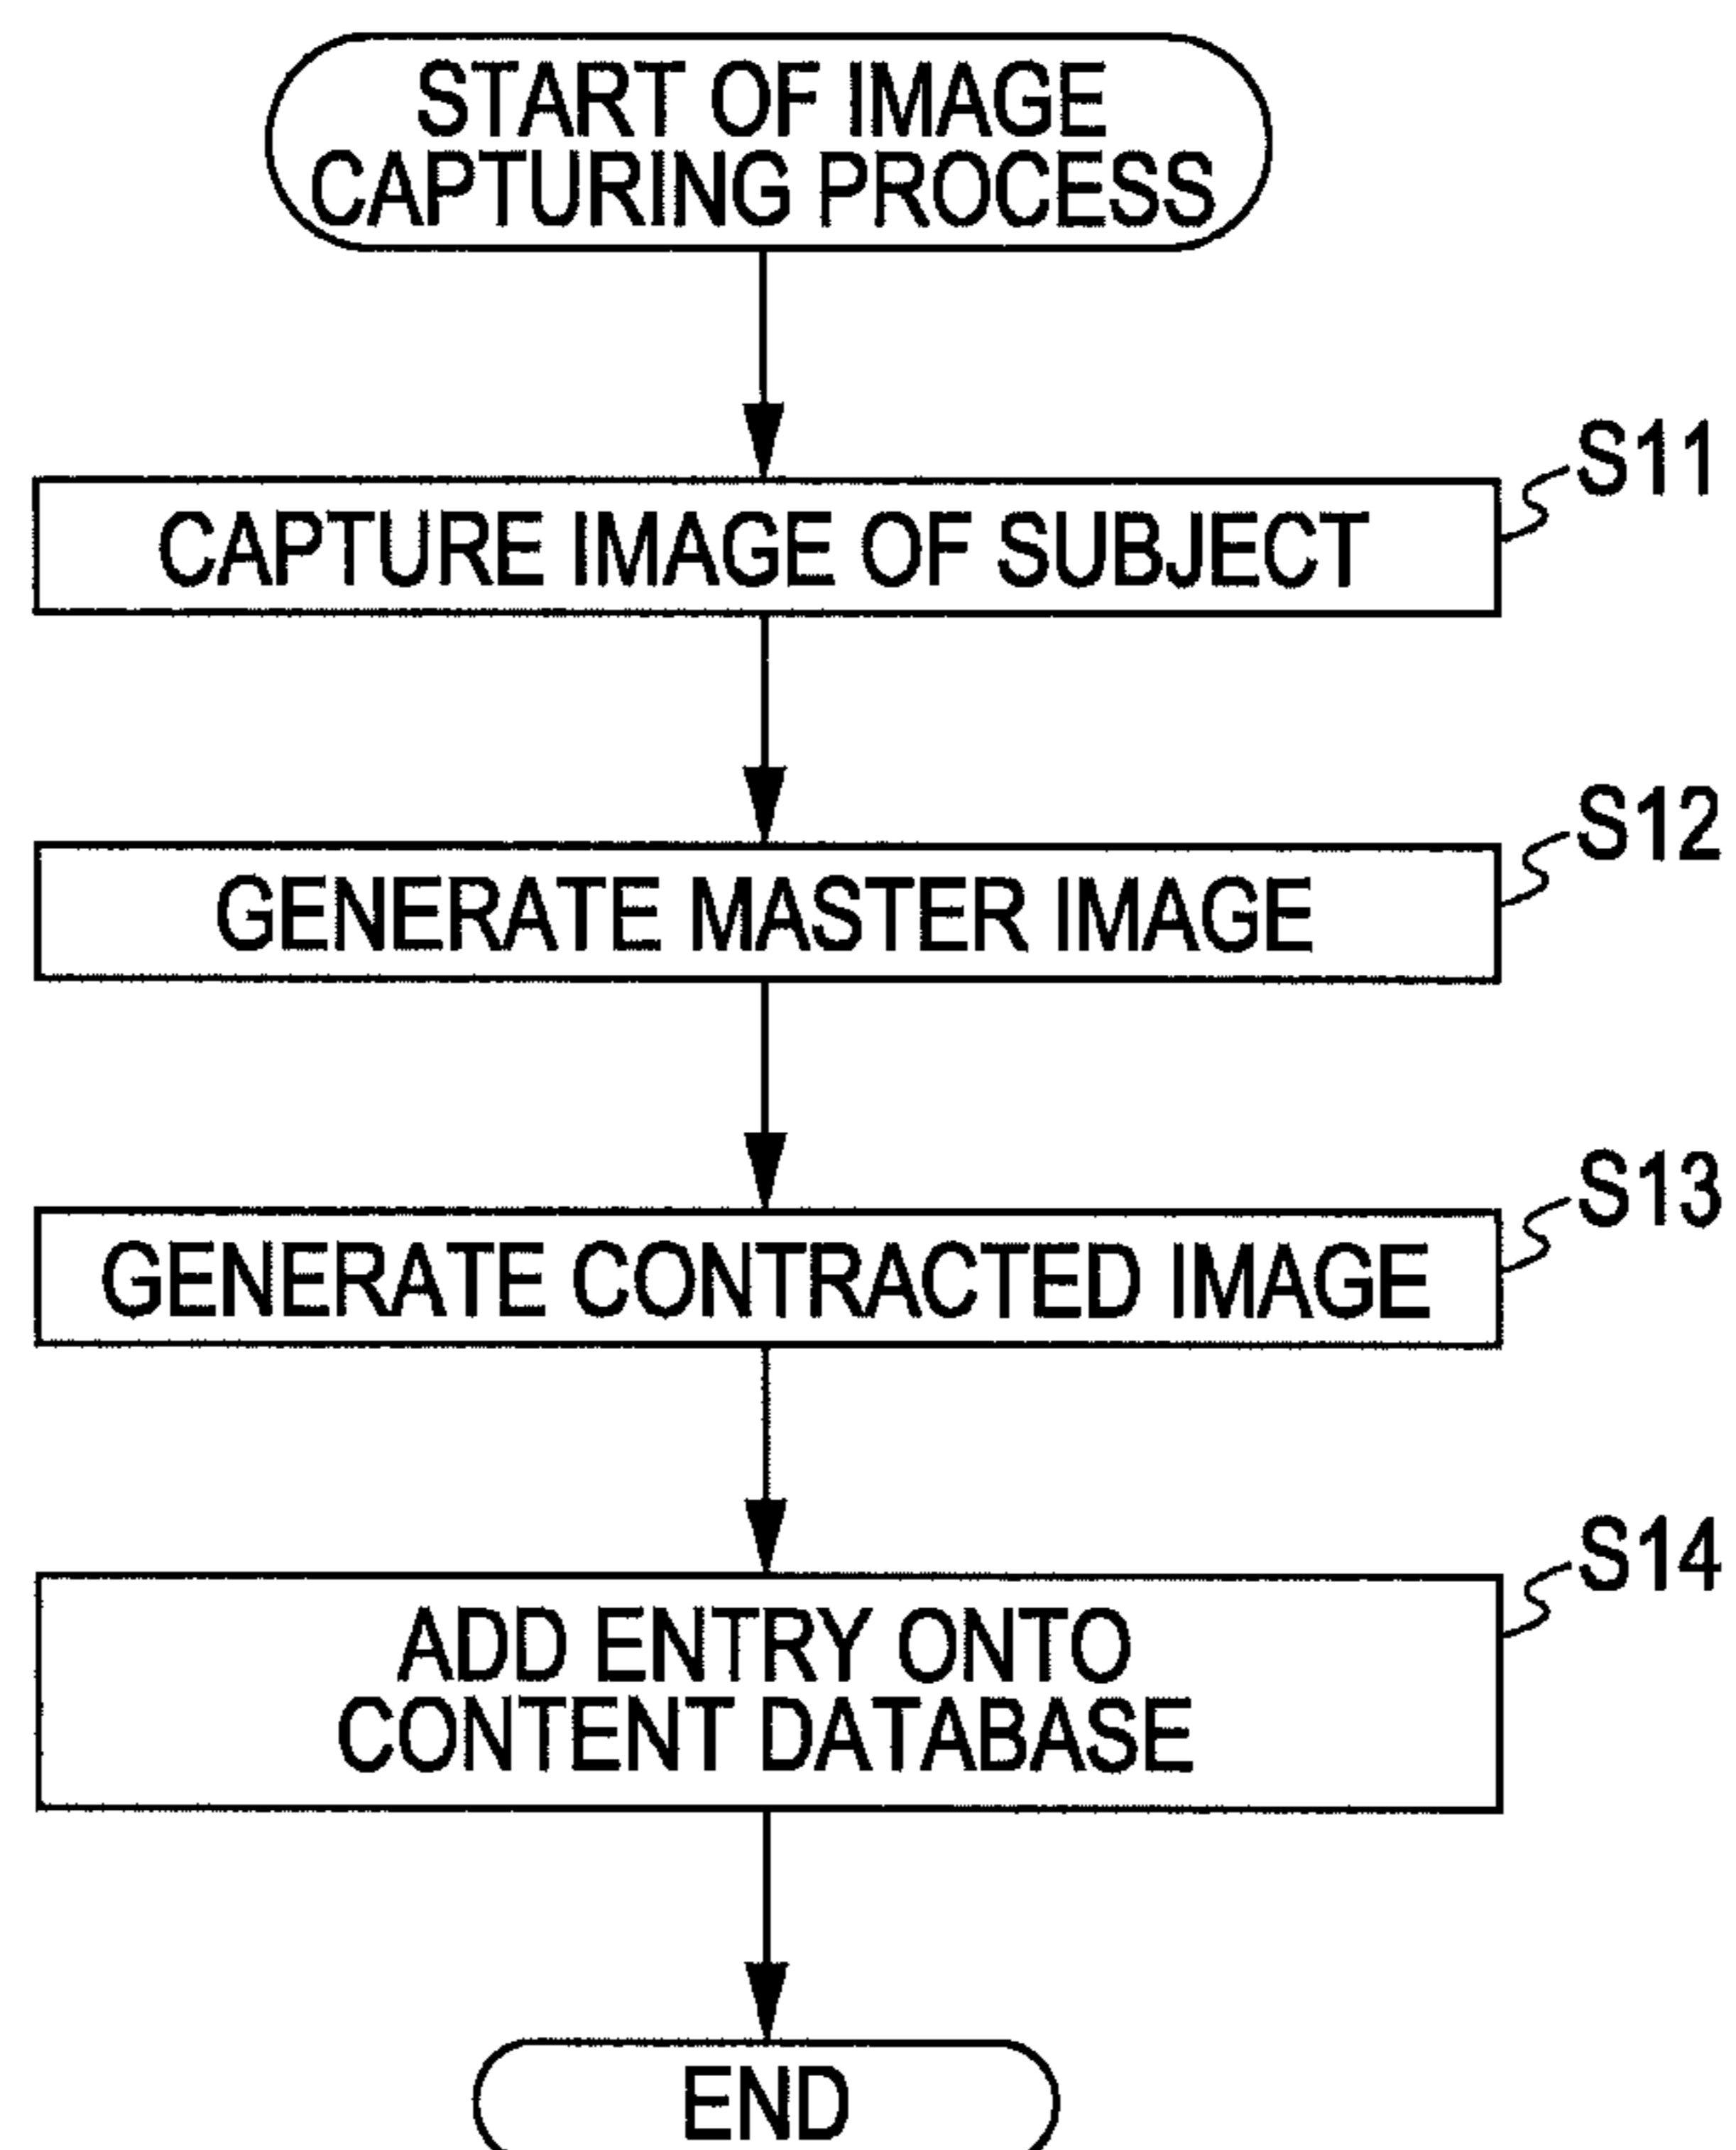 START OF IMAGE
CAPTURING PROCESS
S11
CAPTURE IMAGE OF SUBJECT
S12
GENERATE MASTER IMAGE
S13
GENERATE CONTRACTED IMAGE
S14
ADD ENTRY ONTO
CONTENT DATABASE
END